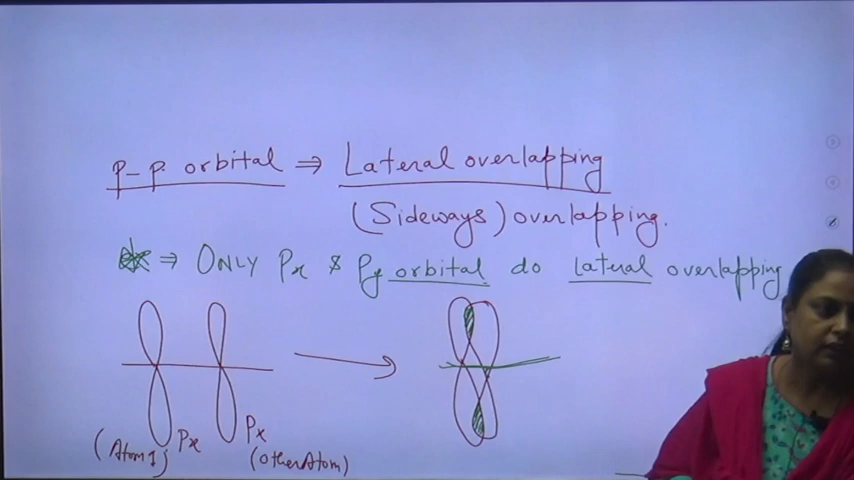 p-p orbital ⇒ Lateral overlapping
(Sideways) overlapping.
⇒ ONLY Px & Py orbital do lateral overlapping
(Atom 1) Px
Px
(Other Atom)